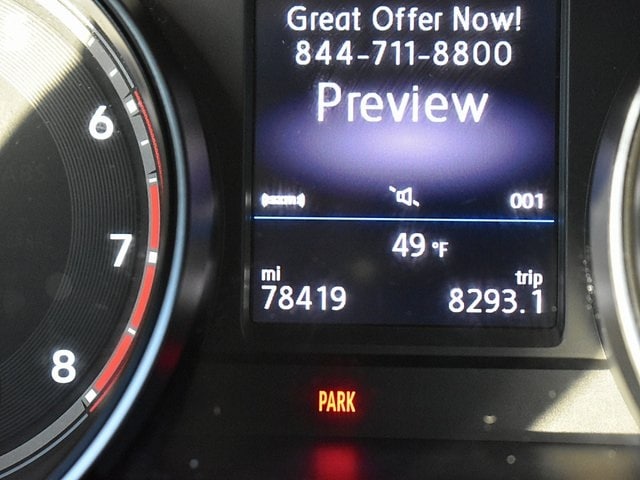 Great Offer Now!
844-711-8800
Preview
001
49 °F
mi
trip
78419
8293.1
6
7
8
PARK